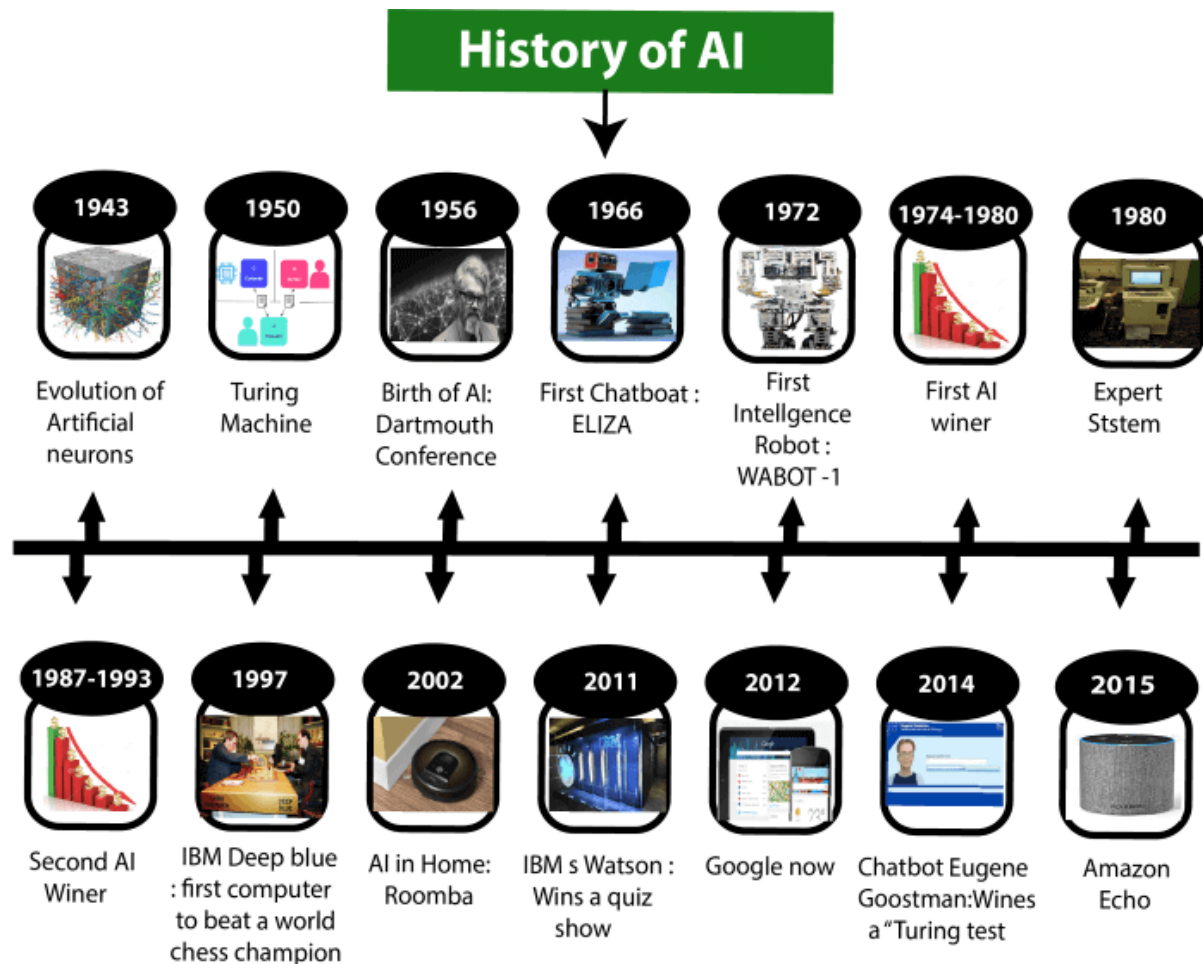 History of AI
1943
1950
1956
1966
1972
1974-1980
1980
Evolution of
Artificial
neurons
Turing
Machine
Birth of AI:
Dartmouth
Conference
First Chatboat :
ELIZA
First
Intellgence
Robot :
WABOT -1
First AI
winer
Expert
Ststem
1987-1993
1997
2002
2011
2012
2014
2015
IBM
DEEP
BLUE
Second AI
Winer
IBM Deep blue
: first computer
to beat a world
chess champion
AI in Home:
Roomba
IBM s Watson :
Wins a quiz
show
Google now
Chatbot Eugene
Goostman:Wines
a “Turing test
Amazon
Echo